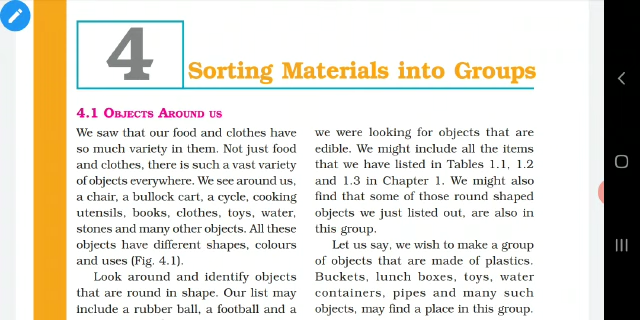 4
Sorting Materials into Groups
4.1 OBJECTS AROUND US
We saw that our food and clothes have
so much variety in them. Not just food
and clothes, there is such a vast variety
of objects everywhere. We see around us,
a chair, a bullock cart, a cycle, cooking
utensils, books, clothes, toys, water,
stones and many other objects. All these
objects have different shapes, colours
and uses (Fig. 4.1).
Look around and identify objects
that are round in shape. Our list may
include a rubber ball, a football and a
we were looking for objects that are
edible. We might include all the items
that we have listed in Tables 1.1, 1.2
and 1.3 in Chapter 1. We might also
find that some of those round shaped
objects we just listed out, are also in
this group.
Let us say, we wish to make a group
of objects that are made of plastics.
Buckets, lunch boxes, toys, water
containers, pipes and many such
objects, may find a place in this group.